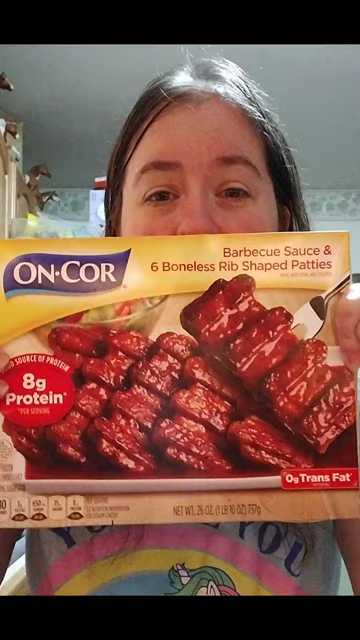 Barbecue Sauce &
6 Boneless Rib Shaped Patties
ON-COR®
SOURCE OF PROTEIN
8g
Protein*
*PER SERVING
0g Trans Fat*
NET WT. 26 OZ. (1 LB 10 OZ) 737g
YOU